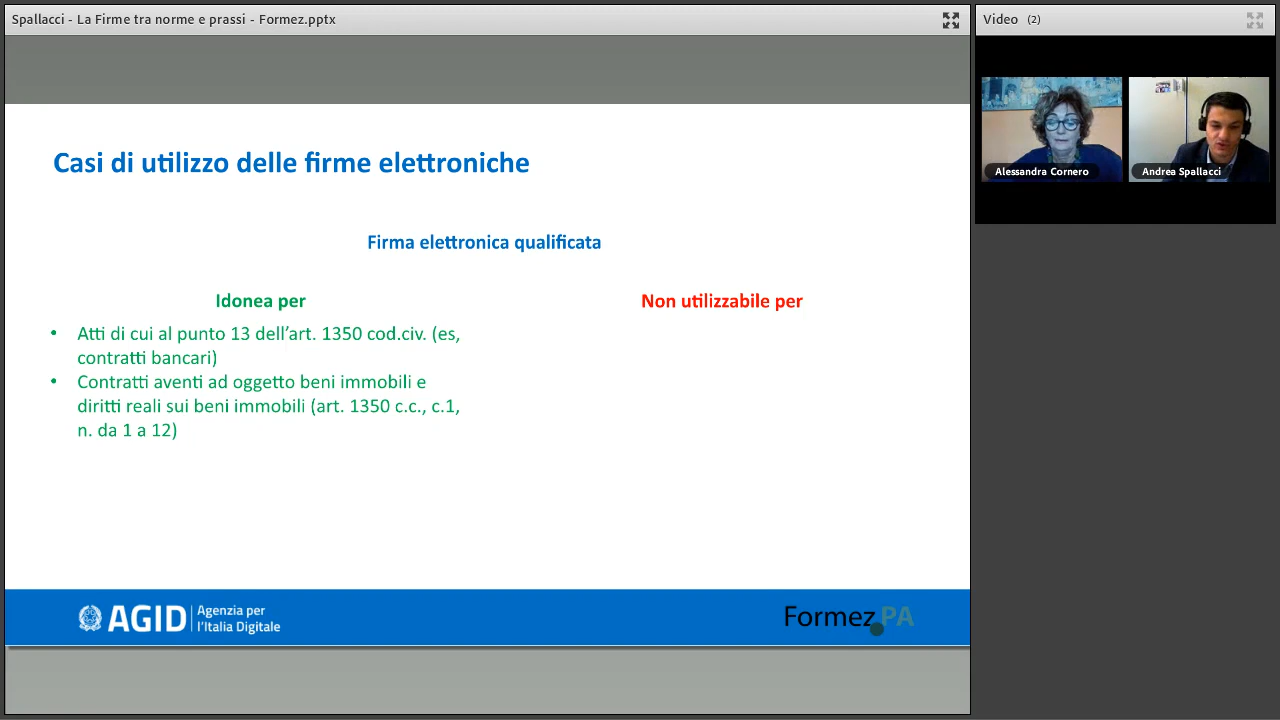 Spallacci - La Firme tra norme e prassi - Formez.pptx
Video (2)
Alessandra Cornero
Andrea Spallacci
Casi di utilizzo delle firme elettroniche
Firma elettronica qualificata
Idonea per
• Atti di cui al punto 13 dell’art. 1350 cod.civ. (es,
contratti bancari)
• Contratti aventi ad oggetto beni immobili e
diritti reali sui beni immobili (art. 1350 c.c., c.1,
n. da 1 a 12)
Non utilizzabile per
AGID
Agenzia per
l’Italia Digitale
Formez PA